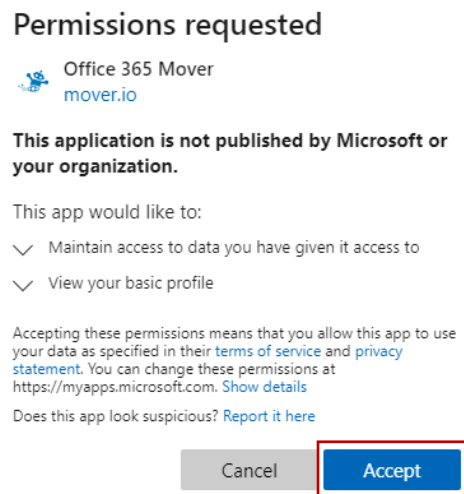 Permissions requested
Office 365 Mover
mover.io
This application is not published by Microsoft or
your organization.
This app would like to:
Maintain access to data you have given it access to
View your basic profile
Accepting these permissions means that you allow this app to use
your data as specified in their terms of service and privacy
statement. You can change these permissions at
https://myapps.microsoft.com. Show details
Does this app look suspicious? Report it here
Cancel Accept